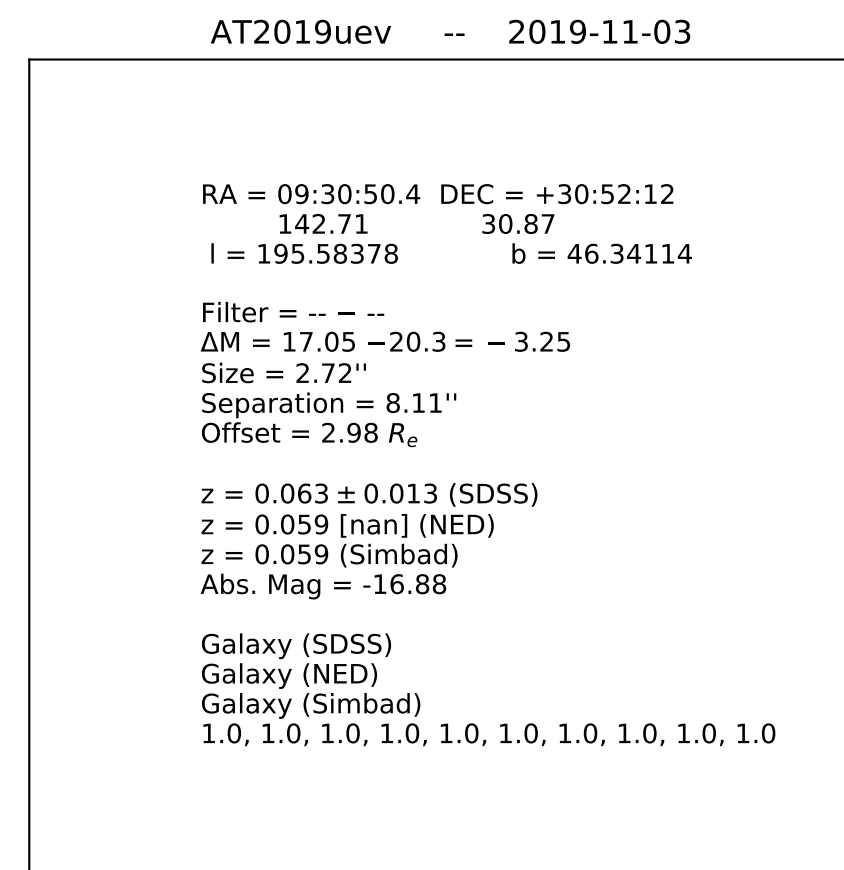 AT2019uev -- 2019-11-03
RA = 09:30:50.4 DEC = +30:52:12
142.71 30.87
l = 195.58378 b = 46.34114
Filter = -- − --
ΔM = 17.05 −20.3 = − 3.25
Size = 2.72''
Separation = 8.11''
Offset = 2.98 Rₑ
z = 0.063 ± 0.013 (SDSS)
z = 0.059 [nan] (NED)
z = 0.059 (Simbad)
Abs. Mag = -16.88
Galaxy (SDSS)
Galaxy (NED)
Galaxy (Simbad)
1.0, 1.0, 1.0, 1.0, 1.0, 1.0, 1.0, 1.0, 1.0, 1.0